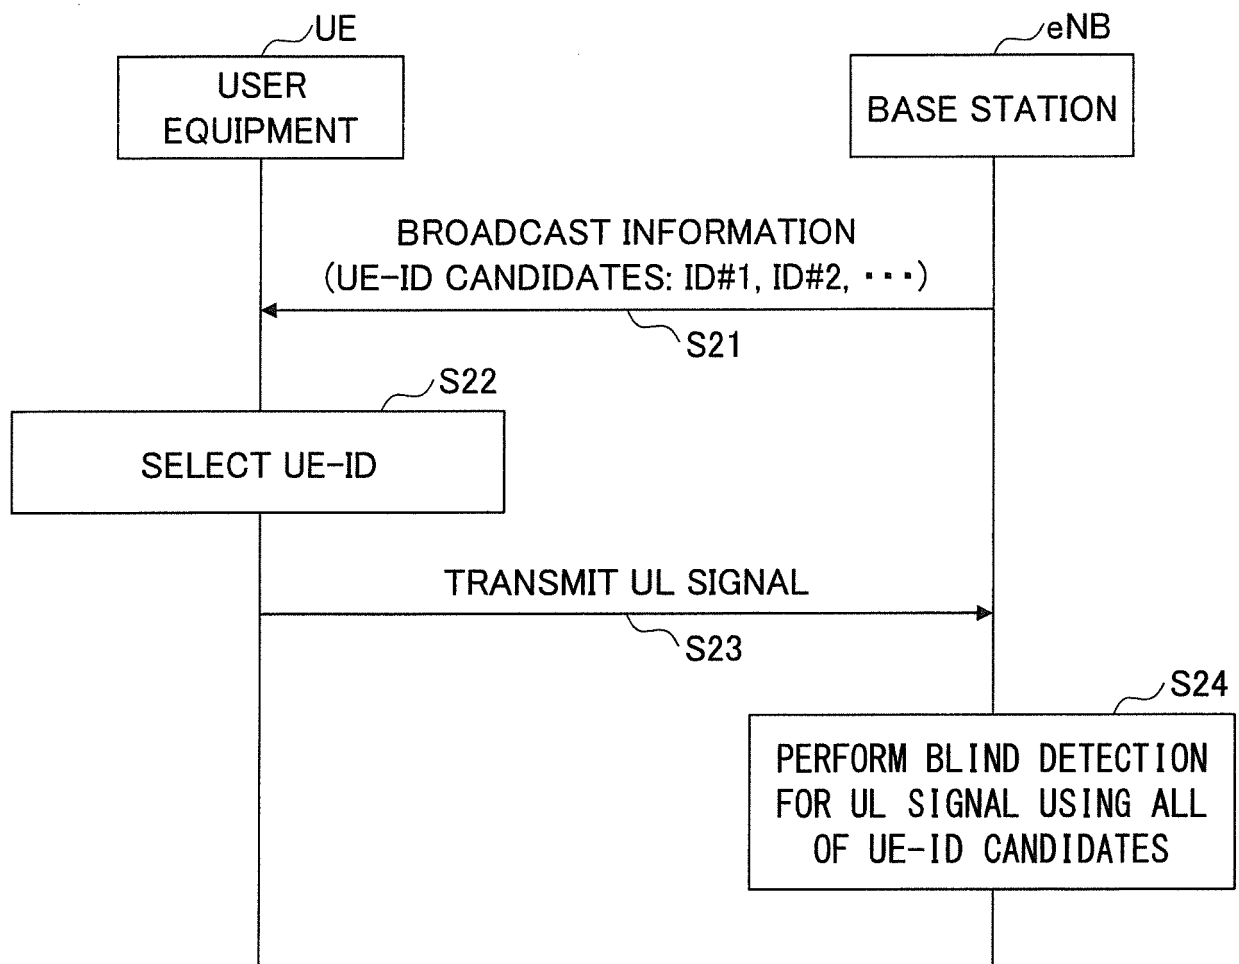 UE
eNB
USER
EQUIPMENT
BASE STATION
BROADCAST INFORMATION
(UE-ID CANDIDATES: ID#1, ID#2, ･･･)
S21
S22
SELECT UE-ID
TRANSMIT UL SIGNAL
S23
S24
PERFORM BLIND DETECTION
FOR UL SIGNAL USING ALL
OF UE-ID CANDIDATES